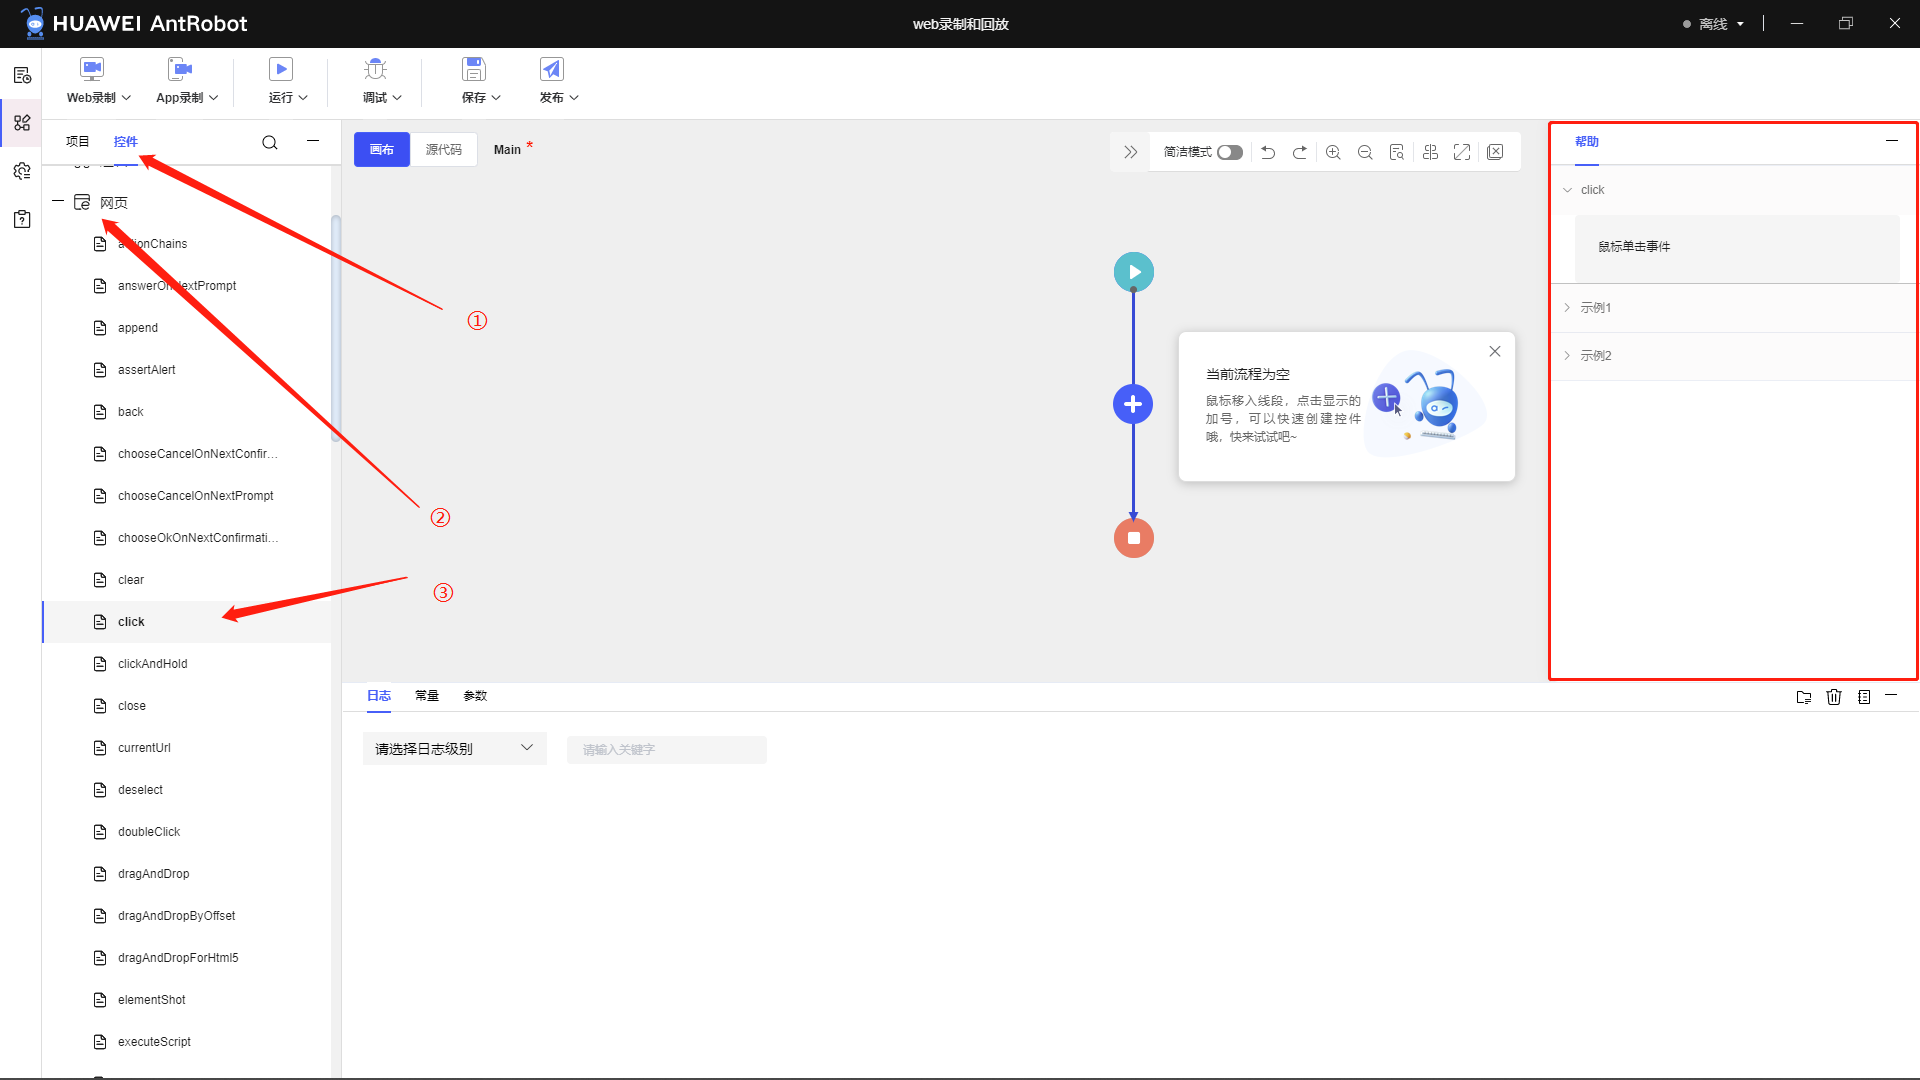 HUAWEI AntRobot
web录制和回放
离线
Web录制
App录制
运行
调试
保存
发布
项目
控件
网页
actionChains
answerOnNextPrompt
append
assertAlert
back
chooseCancelOnNextConfir...
chooseCancelOnNextPrompt
chooseOkOnNextConfirmati...
clear
click
clickAndHold
close
currentUrl
deselect
doubleClick
dragAndDrop
dragAndDropByOffset
dragAndDropForHtml5
elementShot
executeScript
①
②
③
画布
源代码
Main *
简洁模式
当前流程为空
鼠标移入线段，点击显示的
加号，可以快速创建控件
哦，快来试试吧~
帮助
click
鼠标单击事件
示例1
示例2
日志
常量
参数
请选择日志级别
请输入关键字